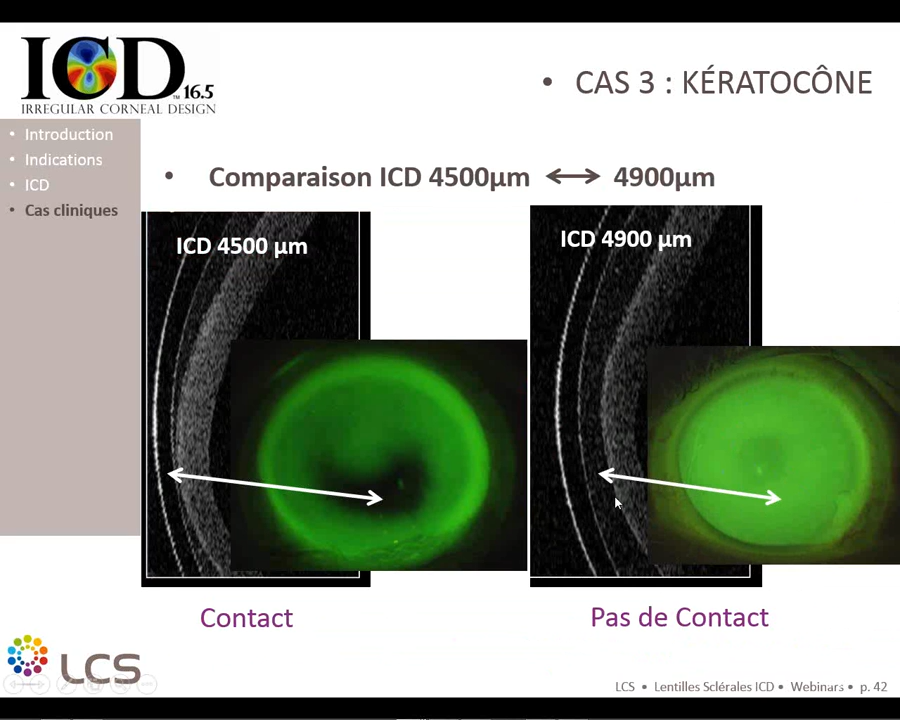 ICD™ 16.5
IRREGULAR CORNEAL DESIGN
• CAS 3 : KÉRATOCÔNE
• Introduction
• Indications
• ICD
• Cas cliniques
• Comparaison ICD 4500µm ⟷ 4900µm
ICD 4500 µm
ICD 4900 µm
Contact
Pas de Contact
LCS
LCS • Lentilles Sclérales ICD • Webinars • p. 42